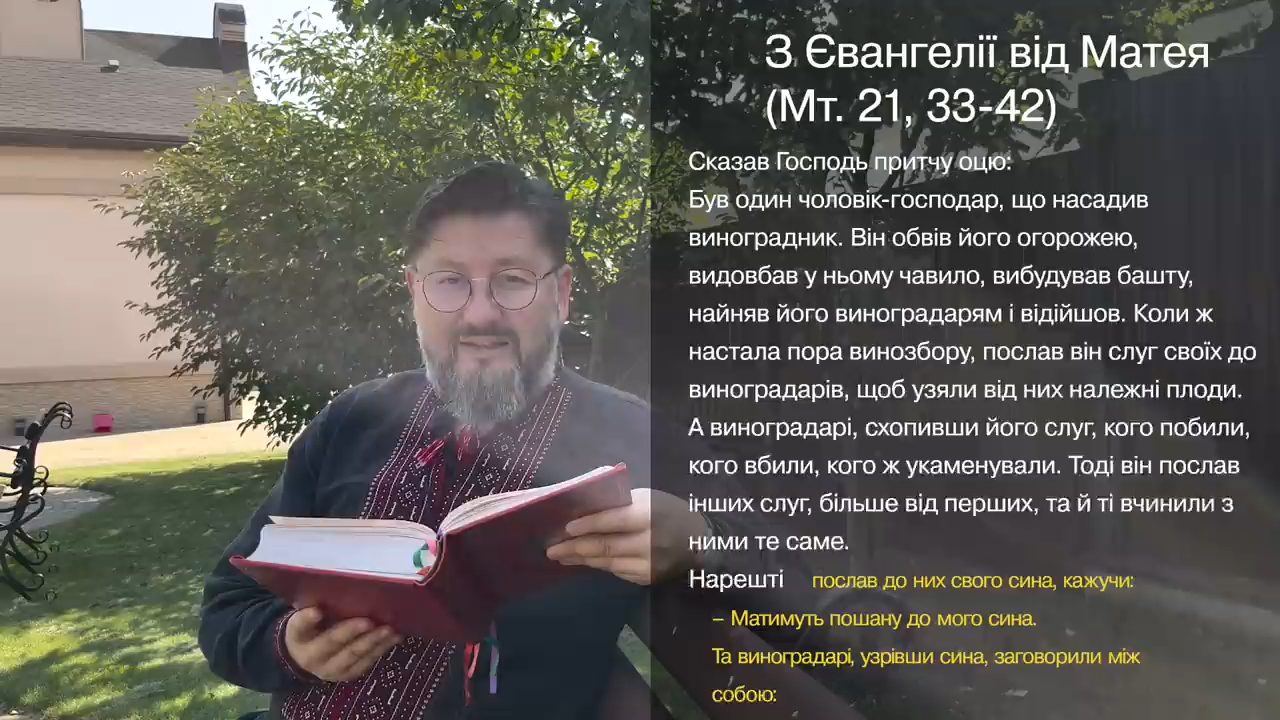 З Євангелії від Матея
(Мт. 21, 33-42)
Сказав Господь притчу оцю:
Був один чоловік-господар, що насадив
виноградник. Він обвів його огорожею,
видовбав у ньому чавило, вибудував башту,
найняв його виноградарям і відійшов. Коли ж
настала пора винозбору, послав він слуг своїх до
виноградарів, щоб узяли від них належні плоди.
А виноградарі, схопивши його слуг, кого побили,
кого вбили, кого ж укаменували. Тоді він послав
інших слуг, більше від перших, та й ті вчинили з
ними те саме.
Нарешті послав до них свого сина, кажучи:
– Матимуть пошану до мого сина.
Та виноградарі, узрівши сина, заговорили між
собою: